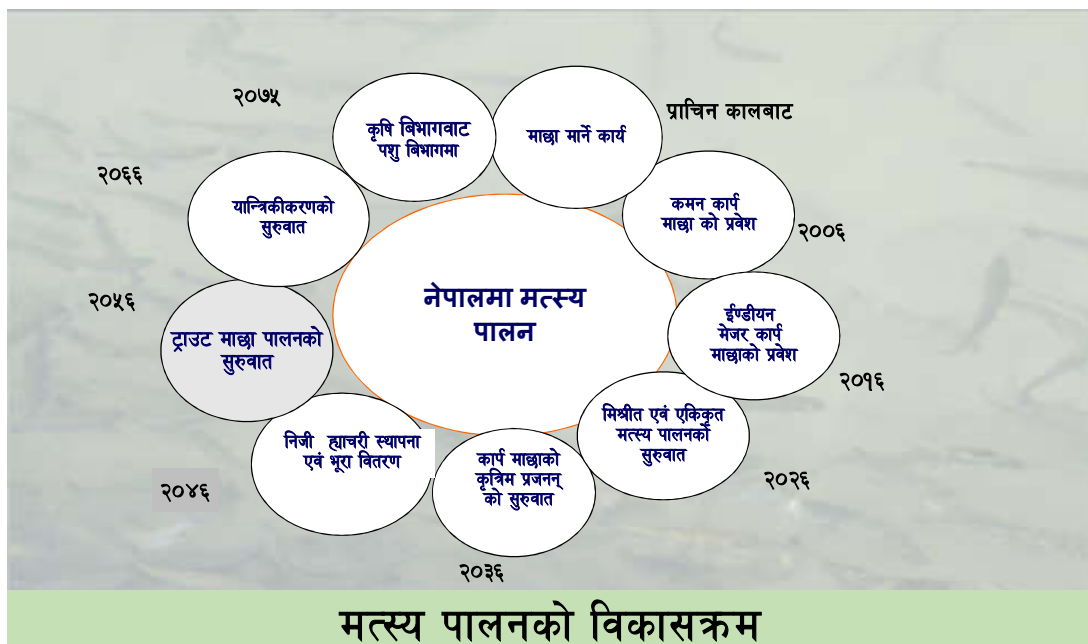 प्राचिन कालबाट
माछा मार्ने कार्य
२००६
कमन कार्प
माछा को प्रवेश
२०१६
ईण्डीयन
मेजर कार्प
माछाको प्रवेश
२०२६
मिश्रीत एवं एकिकृत
मत्स्य पालनको
सुरुवात
२०३६
कार्प माछाको
कृत्रिम प्रजनन्
को सुरुवात
२०४६
निजी ह्याचरी स्थापना
एवं भूरा वितरण
२०५६
ट्राउट माछा पालनको
सुरुवात
२०६६
यान्त्रिकीकरणको
सुरुवात
२०७५
कृषि बिभागवाट
पशु बिभागमा
नेपालमा मत्स्य
पालन
मत्स्य पालनको विकासक्रम